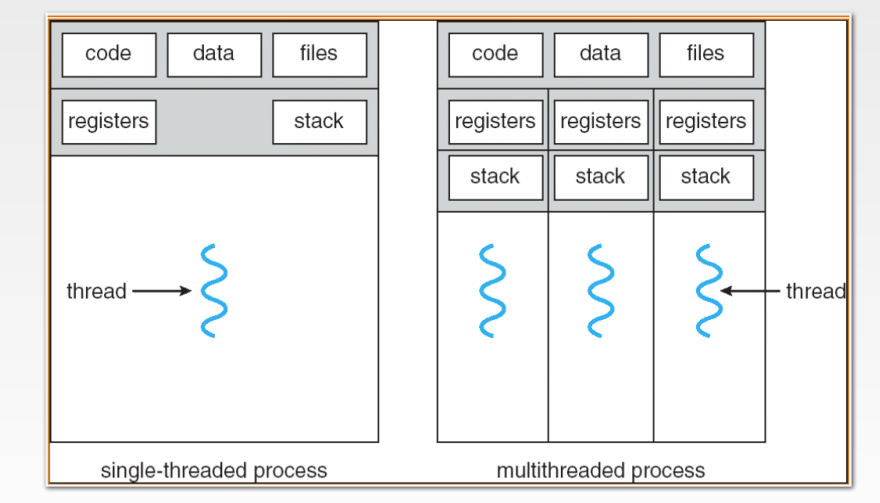 code data files
registers stack
thread
single-threaded process
code data files
registers registers registers
stack stack stack
thread
multithreaded process